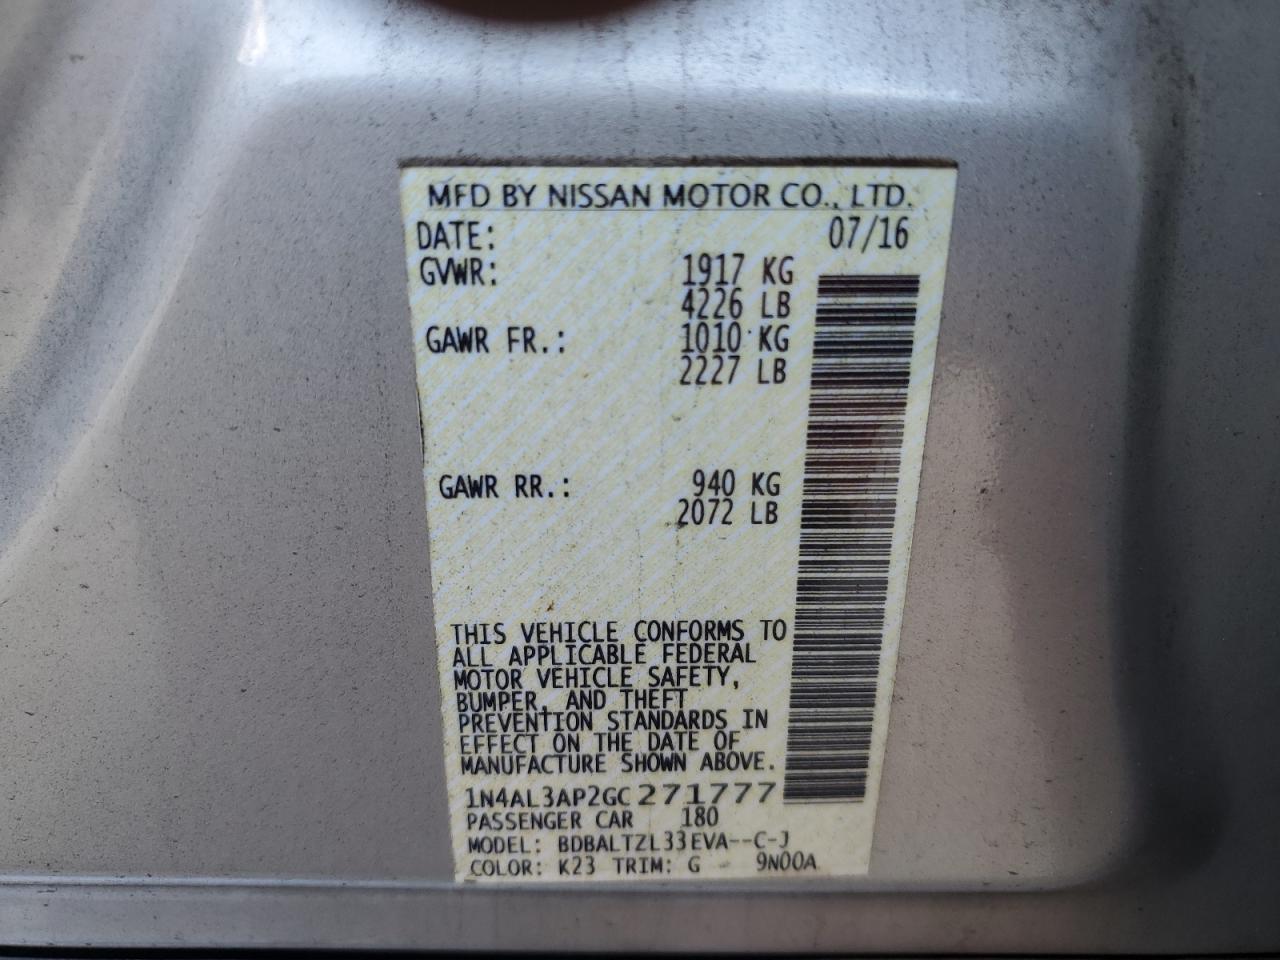 MFD BY NISSAN MOTOR CO., LTD.
DATE: 07/16
GVWR: 1917 KG
4226 LB
GAWR FR.: 1010 KG
2227 LB
GAWR RR.: 940 KG
2072 LB
THIS VEHICLE CONFORMS TO
ALL APPLICABLE FEDERAL
MOTOR VEHICLE SAFETY,
BUMPER, AND THEFT
PREVENTION STANDARDS IN
EFFECT ON THE DATE OF
MANUFACTURE SHOWN ABOVE.
1N4AL3AP2GC271777
PASSENGER CAR 180
MODEL: BDBALTZL33EVA--C-J
COLOR: K23 TRIM: G 9N00A